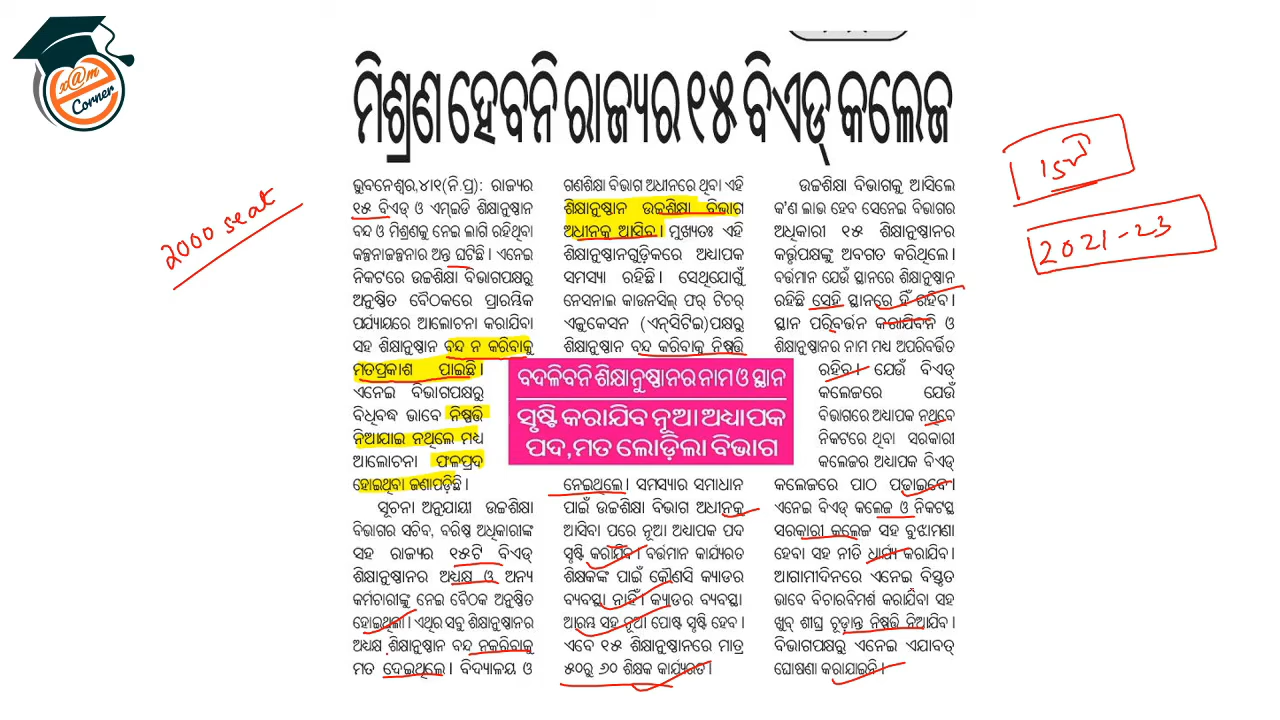 ex@m
Corner
ମିଶ୍ରଣ ହେବନି ରାଜ୍ୟର ୧୫ ବିଏଡ୍ କଲେଜ
2000 seat
15ଟି
2021-23
ଭୁବନେଶ୍ୱର,୪।୧(ନି.ପ୍ର): ରାଜ୍ୟର
୧୫ ବିଏଡ୍ ଓ ଏମ୍ଇଡି ଶିକ୍ଷାନୁଷ୍ଠାନ
ବନ୍ଦ ଓ ମିଶ୍ରଣକୁ ନେଇ ଲାଗି ରହିଥିବା
କଳ୍ପନାଜଳ୍ପନାର ଅନ୍ତ ଘଟିଛି। ଏନେଇ
ନିକଟରେ ଉଚ୍ଚଶିକ୍ଷା ବିଭାଗପକ୍ଷରୁ
ଅନୁଷ୍ଠିତ ବୈଠକରେ ପ୍ରାରମ୍ଭିକ
ପର୍ଯ୍ୟାୟରେ ଆଲୋଚନା କରାଯିବା
ସହ ଶିକ୍ଷାନୁଷ୍ଠାନ ବନ୍ଦ ନ କରିବାକୁ
ମତପ୍ରକାଶ ପାଇଛି।
ଏନେଇ ବିଭାଗପକ୍ଷରୁ
ବିଧିବଦ୍ଧ ଭାବେ ନିଷ୍ପତ୍ତି
ନିଆଯାଇ ନଥିଲେ ମଧ୍ୟ
ଆଲୋଚନା ଫଳପ୍ରଦ
ହୋଇଥିବା ଜଣାପଡ଼ିଛି।
ସୂଚନା ଅନୁଯାୟୀ ଉଚ୍ଚଶିକ୍ଷା
ବିଭାଗର ସଚିବ, ବରିଷ୍ଠ ଅଧିକାରୀଙ୍କ
ସହ ରାଜ୍ୟର ୧୫ଟି ବିଏଡ୍
ଶିକ୍ଷାନୁଷ୍ଠାନର ଅଧ୍ୟକ୍ଷ ଓ ଅନ୍ୟ
କର୍ମଚାରୀଙ୍କୁ ନେଇ ବୈଠକ ଅନୁଷ୍ଠିତ
ହୋଇଥିଲା। ଏଥିର ସବୁ ଶିକ୍ଷାନୁଷ୍ଠାନର
ଅଧ୍ୟକ୍ଷ ଶିକ୍ଷାନୁଷ୍ଠାନ ବନ୍ଦ ନକରିବାକୁ
ମତ ଦେଇଥିଲେ। ବିଦ୍ୟାଳୟ ଓ
ଗଣଶିକ୍ଷା ବିଭାଗ ଅଧୀନରେ ଥିବା ଏହି
ଶିକ୍ଷାନୁଷ୍ଠାନ ଉଚ୍ଚଶିକ୍ଷା ବିଭାଗ
ଅଧୀନକୁ ଆସିବ। ମୁଖ୍ୟତଃ ଏହି
ଶିକ୍ଷାନୁଷ୍ଠାନଗୁଡ଼ିକରେ ଅଧ୍ୟାପକ
ସମସ୍ୟା ରହିଛି। ସେଥିଯୋଗୁଁ
ନେସନାଲ କାଉନସିଲ୍ ଫର୍ ଟିଚର୍
ଏଜୁକେସନ (ଏନ୍‌ସିଟିଇ)ପକ୍ଷରୁ
ଶିକ୍ଷାନୁଷ୍ଠାନ ବନ୍ଦ କରିବାକୁ ନିଷ୍ପତ୍ତି
ବଦଳିବନି ଶିକ୍ଷାନୁଷ୍ଠାନର ନାମ ଓ ସ୍ଥାନ
ସୃଷ୍ଟି କରାଯିବ ନୂଆ ଅଧ୍ୟାପକ
ପଦ, ମତ ଲୋଡ଼ିଲା ବିଭାଗ
ନେଇଥିଲେ। ସମସ୍ୟାର ସମାଧାନ
ପାଇଁ ଉଚ୍ଚଶିକ୍ଷା ବିଭାଗ ଅଧୀନକୁ
ଆସିବା ପରେ ନୂଆ ଅଧ୍ୟାପକ ପଦ
ସୃଷ୍ଟି କରାଯିବ। ବର୍ତ୍ତମାନ କାର୍ଯ୍ୟରତ
ଶିକ୍ଷକଙ୍କ ପାଇଁ କୌଣସି କ୍ୟାଡର
ବ୍ୟବସ୍ଥା ନାହିଁ। କ୍ୟାଡର ବ୍ୟବସ୍ଥା
ଆରମ୍ଭ ସହ ନୂଆ ପୋଷ୍ଟ ସୃଷ୍ଟି ହେବ।
ଏବେ ୧୫ ଶିକ୍ଷାନୁଷ୍ଠାନରେ ମାତ୍ର
୫୦ରୁ ୬୦ ଶିକ୍ଷକ କାର୍ଯ୍ୟରତ।
ଉଚ୍ଚଶିକ୍ଷା ବିଭାଗକୁ ଆସିଲେ
କ'ଣ ଲାଭ ହେବ ସେନେଇ ବିଭାଗର
ଅଧିକାରୀ ୧୫ ଶିକ୍ଷାନୁଷ୍ଠାନର
କର୍ତ୍ତୃପକ୍ଷଙ୍କୁ ଅବଗତ କରିଥିଲେ।
ବର୍ତ୍ତମାନ ଯେଉଁ ସ୍ଥାନରେ ଶିକ୍ଷାନୁଷ୍ଠାନ
ରହିଛି ସେହି ସ୍ଥାନରେ ହିଁ ରହିବ।
ସ୍ଥାନ ପରିବର୍ତ୍ତନ କରାଯିବନି ଓ
ଶିକ୍ଷାନୁଷ୍ଠାନର ନାମ ମଧ୍ୟ ଅପରିବର୍ତ୍ତିତ
ରହିବ। ଯେଉଁ ବିଏଡ୍
କଲେଜରେ ଯେଉଁ
ବିଭାଗରେ ଅଧ୍ୟାପକ ନଥିବେ
ନିକଟରେ ଥିବା ସରକାରୀ
କଲେଜର ଅଧ୍ୟାପକ ବିଏଡ୍
କଲେଜରେ ପାଠ ପଢ଼ାଇବେ।
ଏନେଇ ବିଏଡ୍ କଲେଜ ଓ ନିକଟସ୍ଥ
ସରକାରୀ କଲେଜ ସହ ବୁଝାମଣା
ହେବା ସହ ନୀତି ଧାର୍ଯ୍ୟ କରାଯିବ।
ଆଗାମୀଦିନରେ ଏନେଇ ବିସ୍ତୃତ
ଭାବେ ବିଚାରବିମର୍ଶ କରାଯିବା ସହ
ଖୁବ୍ ଶୀଘ୍ର ଚୂଡ଼ାନ୍ତ ନିଷ୍ପତ୍ତି ନିଆଯିବ।
ବିଭାଗପକ୍ଷରୁ ଏନେଇ ଏଯାବତ୍
ଘୋଷଣା କରାଯାଇନି।